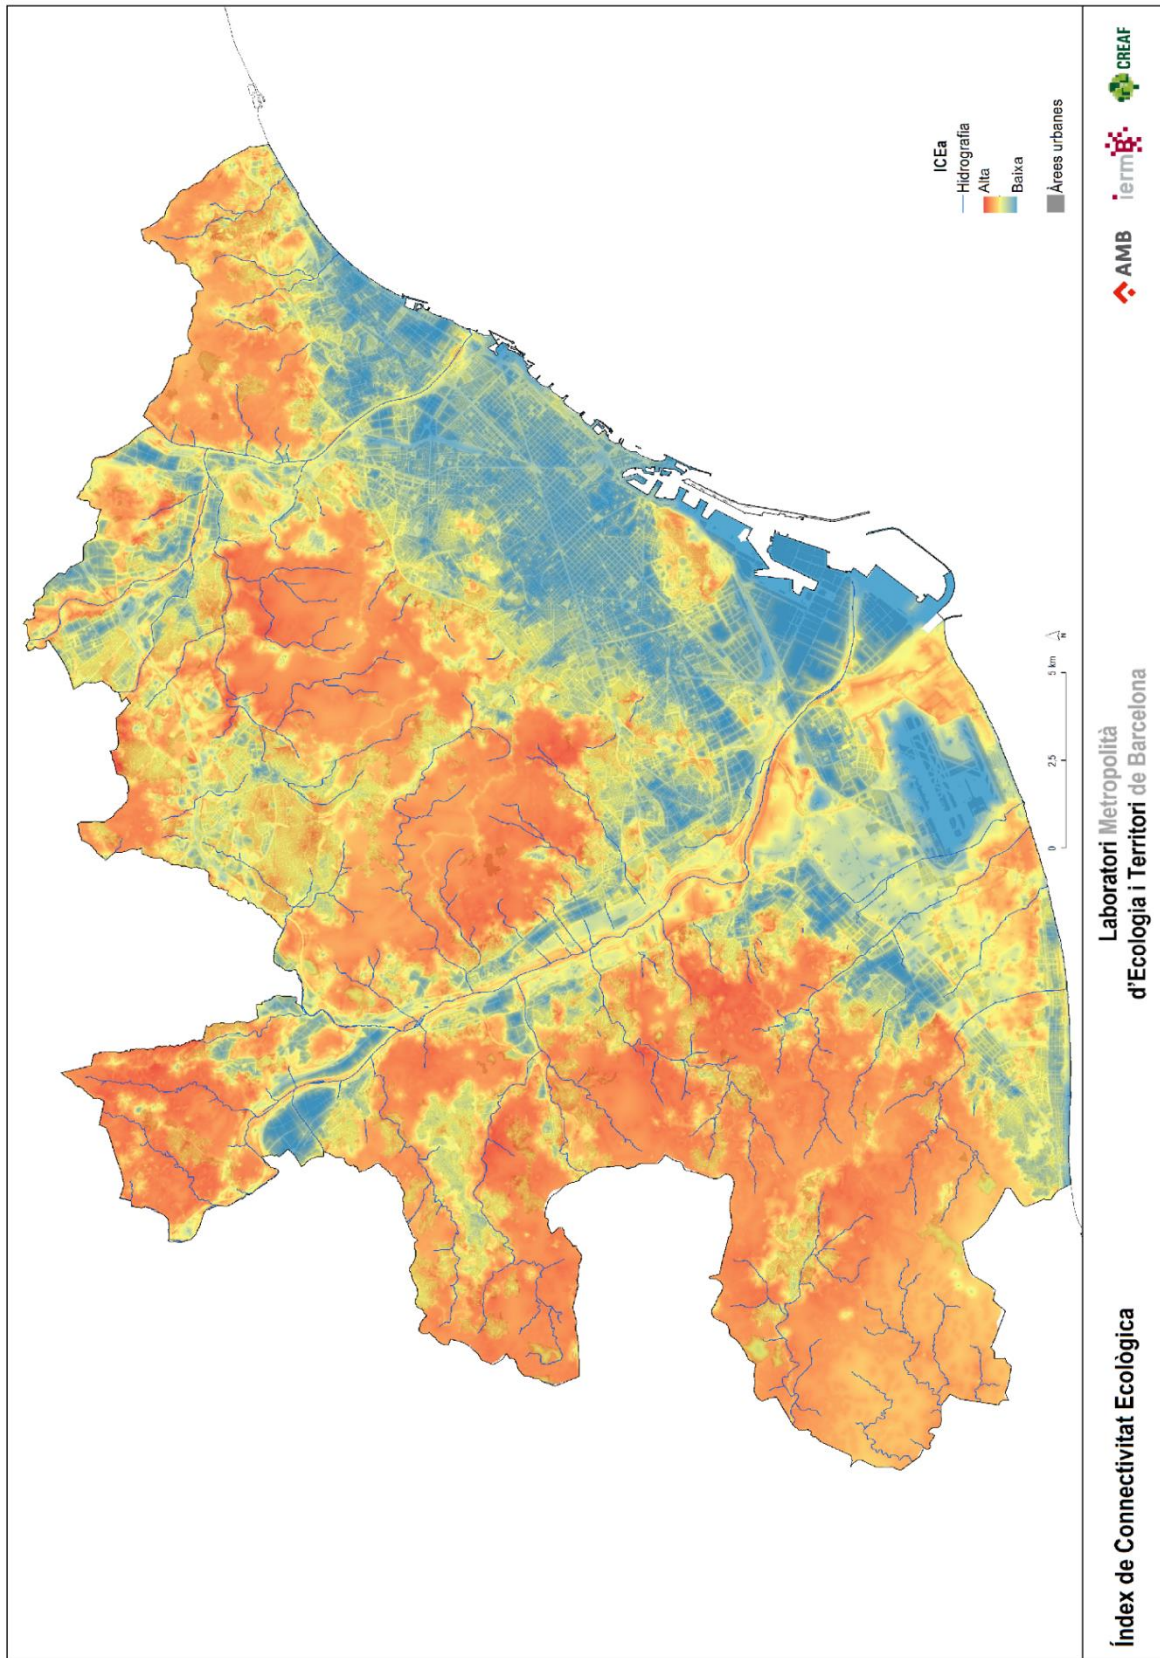 ICEa
Hidrografia
Alta
Baixa
Àrees urbanes
0 2,5 5 km
N
Índex de Connectivitat Ecològica
Laboratori Metropolità
d'Ecologia i Territori de Barcelona
AMB
iermB
CREAF